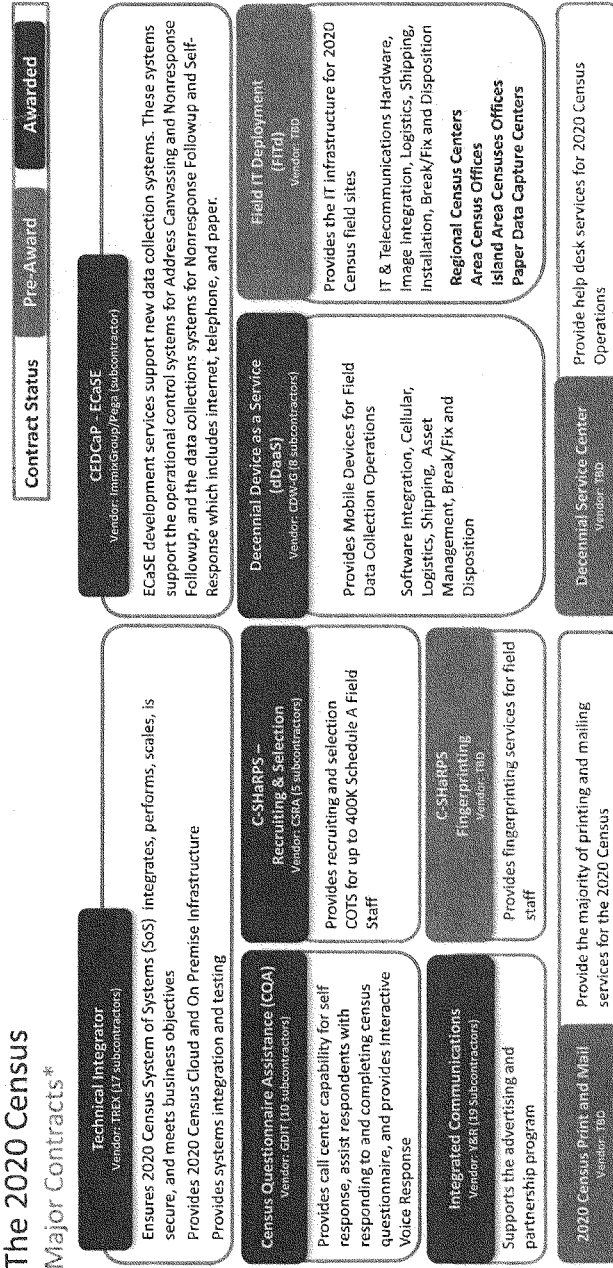 The 2020 Census
Major Contracts*
Contract Status
Pre-Award
Awarded
Technical Integrator
Vendor: TREX (17 subcontractors)
Ensures 2020 Census System of Systems (SoS) integrates, performs, scales, is
secure, and meets business objectives
Provides 2020 Census Cloud and On Premise Infrastructure
Provides systems integration and testing
CEDCaP - ECaSE
Vendor: ImmixGroup/Pega (subcontractor)
ECaSE development services support new data collection systems. These systems
support the operational control systems for Address Canvassing and Nonresponse
Followup, and the data collections systems for Nonresponse Followup and Self-
Response which includes internet, telephone, and paper.
Census Questionnaire Assistance (CQA)
Vendor: GDIT (10 subcontractors)
Provides call center capability for self
response, assist respondents with
responding to and completing census
questionnaire, and provides Interactive
Voice Response
C-SHaRPS –
Recruiting & Selection
Vendor: CSRA (5 subcontractors)
Provides recruiting and selection
COTS for up to 400K Schedule A Field
Staff
Decennial Device as a Service
(dDaaS)
Vendor: CDW-G (8 subcontractors)
Provides Mobile Devices for Field
Data Collection Operations
Software Integration, Cellular,
Logistics, Shipping, Asset
Management, Break/Fix and
Disposition
Field IT Deployment
(FITd)
Vendor: TBD
Provides the IT infrastructure for 2020
Census field sites
IT & Telecommunications Hardware,
Image Integration, Logistics, Shipping,
Installation, Break/Fix and Disposition
Regional Census Centers
Area Census Offices
Island Area Censuses Offices
Paper Data Capture Centers
Integrated Communications
Vendor: Y&R (19 Subcontractors)
Supports the advertising and
partnership program
C-SHaRPS
Fingerprinting
Vendor: TBD
Provides fingerprinting services for field
staff
2020 Census Print and Mail
Vendor: TBD
Provide the majority of printing and mailing
services for the 2020 Census
Decennial Service Center
Vendor: TBD
Provide help desk services for 2020 Census
Operations